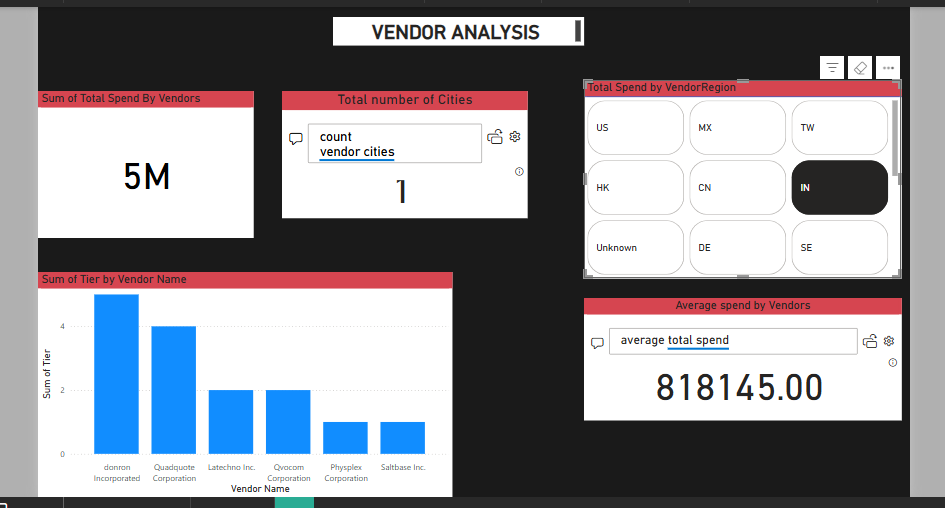 VENDOR ANALYSIS
Sum of Total Spend By Vendors
5M
Total number of Cities
count
vendor cities
1
Total Spend by VendorRegion
US
MX
TW
HK
CN
IN
Unknown
DE
SE
Sum of Tier by Vendor Name
Sum of Tier
4
2
0
donron
Incorporated
Quadquote
Corporation
Latechno Inc.
Qvocom
Corporation
Physplex
Corporation
Saltbase Inc.
Vendor Name
Average spend by Vendors
average total spend
818145.00